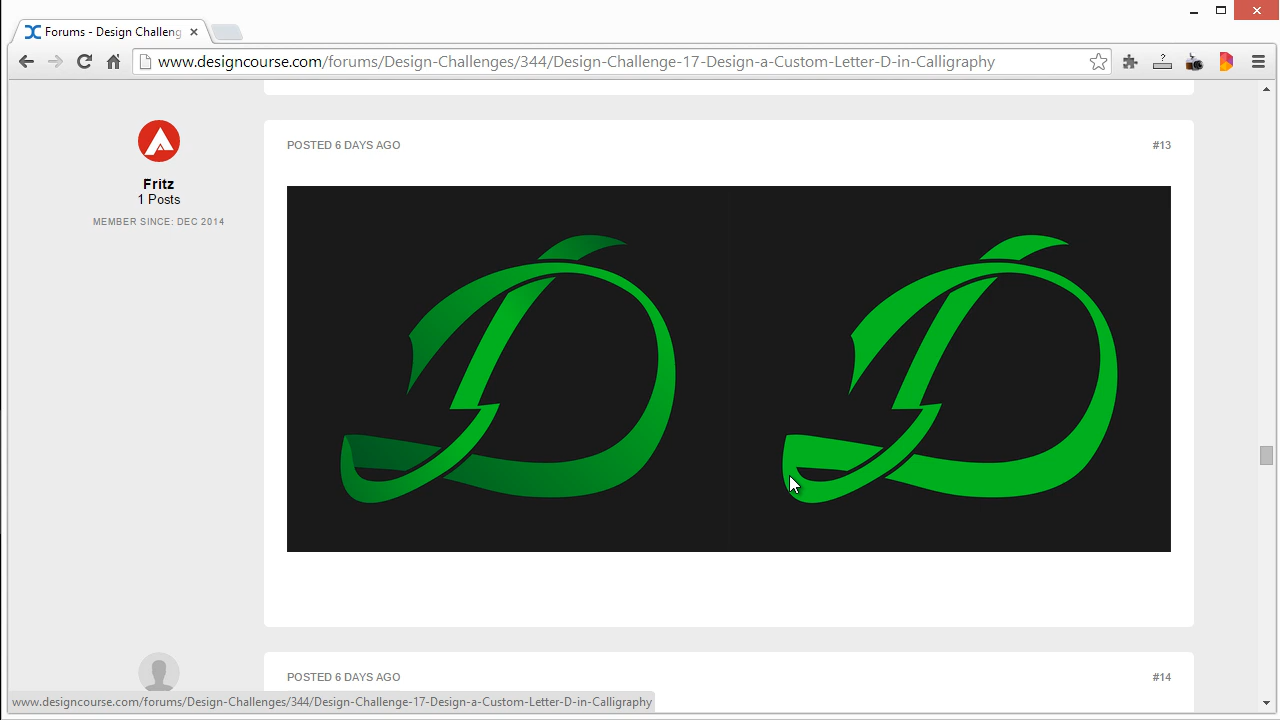 Forums - Design Challeng
www.designcourse.com/forums/Design-Challenges/344/Design-Challenge-17-Design-a-Custom-Letter-D-in-Calligraphy
POSTED 6 DAYS AGO
#13
Fritz
1 Posts
MEMBER SINCE: DEC 2014
D D
POSTED 6 DAYS AGO
#14
www.designcourse.com/forums/Design-Challenges/344/Design-Challenge-17-Design-a-Custom-Letter-D-in-Calligraphy